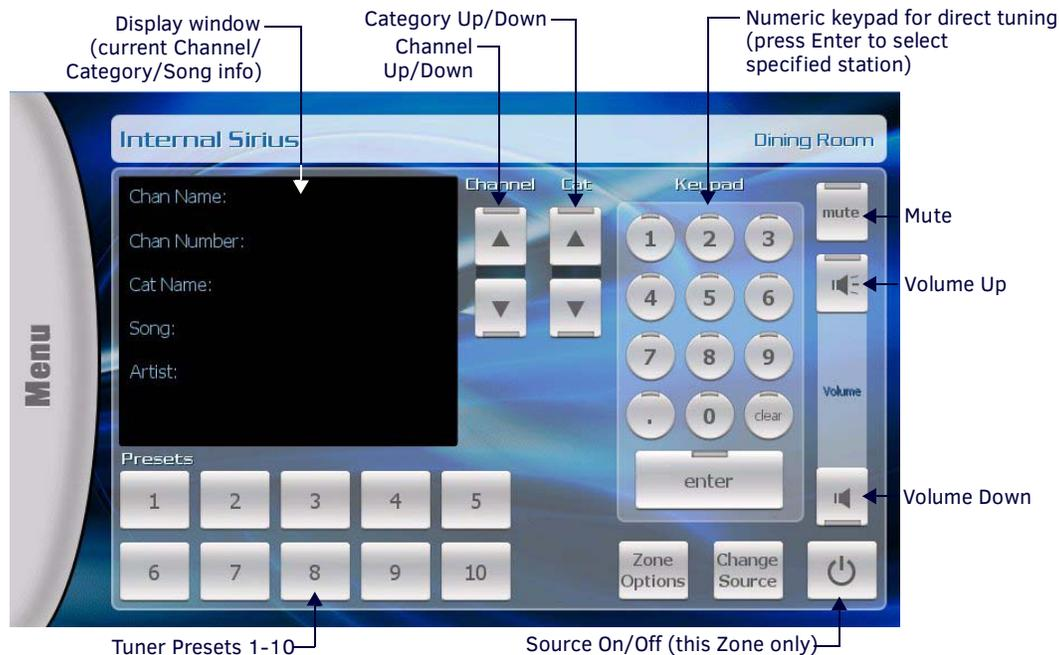 Display window
(current Channel/
Category/Song info)
Category Up/Down
Channel
Up/Down
Numeric keypad for direct tuning
(press Enter to select
specified station)
Internal Sirius
Dining Room
Chan Name:
Chan Number:
Cat Name:
Song:
Artist:
Channel
Cat
Keypad
1 2 3
4 5 6
7 8 9
. 0 clear
enter
mute
Volume
Mute
Volume Up
Volume Down
Menu
Presets
1 2 3 4 5
6 7 8 9 10
Zone
Options
Change
Source
Tuner Presets 1-10
Source On/Off (this Zone only)